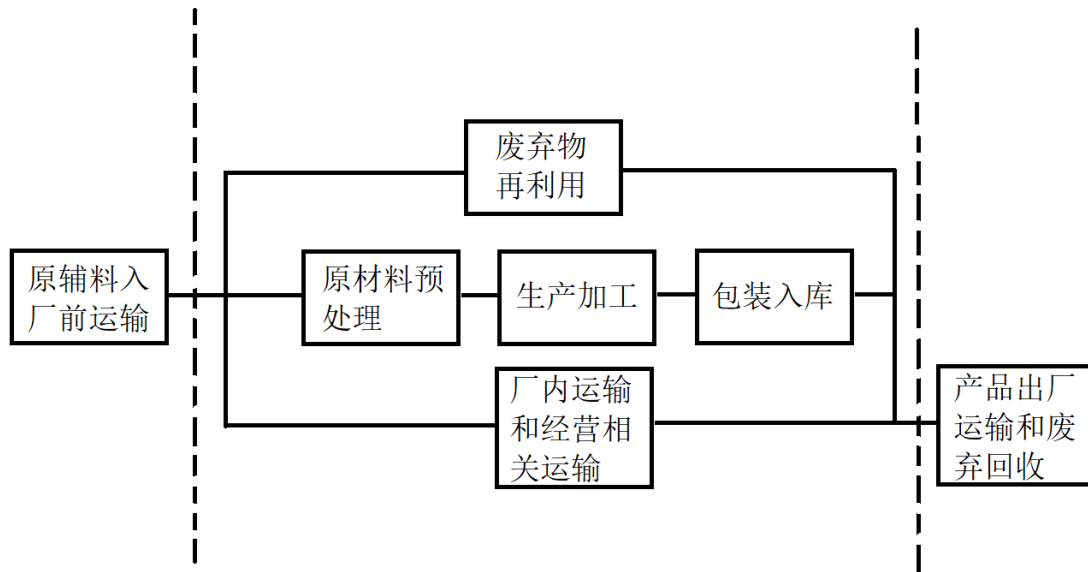 废弃物
再利用
原辅料入
厂前运输
原材料预
处理
生产加工
包装入库
厂内运输
和经营相
关运输
产品出厂
运输和废
弃回收